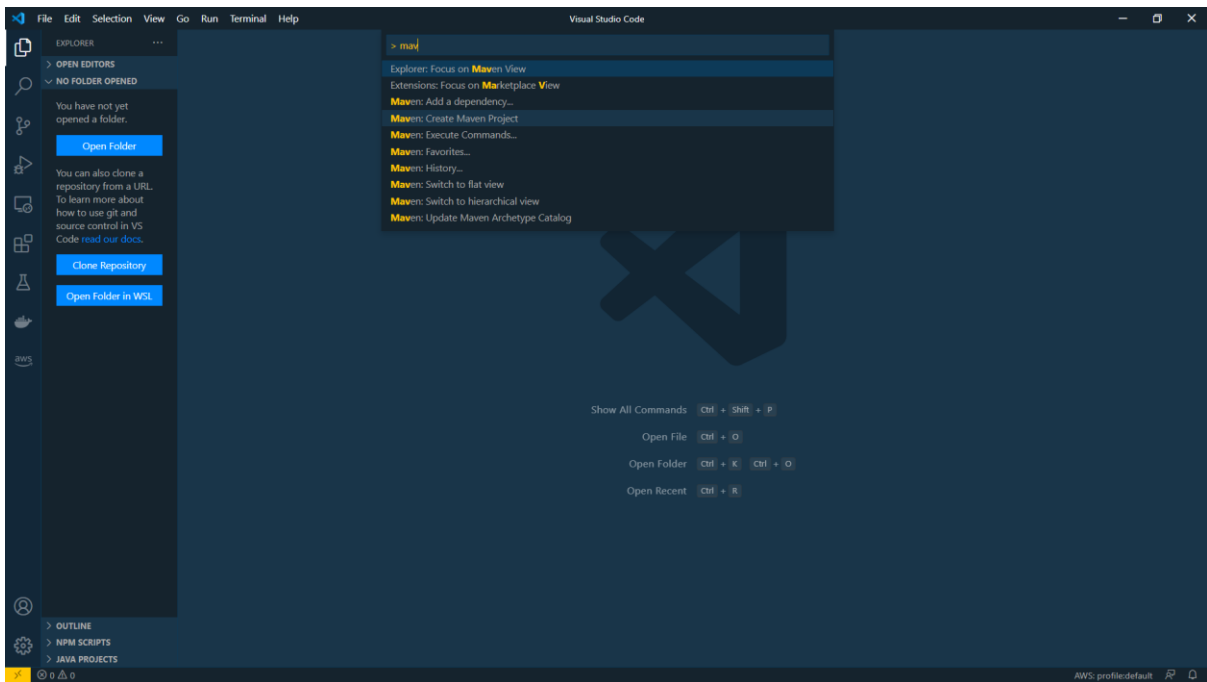 File Edit Selection View Go Run Terminal Help
Visual Studio Code
EXPLORER
OPEN EDITORS
NO FOLDER OPENED
You have not yet
opened a folder.
Open Folder
You can also clone a
repository from a URL.
To learn more about
how to use git and
source control in VS
Code read our docs.
Clone Repository
Open Folder in WSL
aws
OUTLINE
NPM SCRIPTS
JAVA PROJECTS
> mav
Explorer: Focus on Maven View
Extensions: Focus on Marketplace View
Maven: Add a dependency...
Maven: Create Maven Project
Maven: Execute Commands...
Maven: Favorites...
Maven: History...
Maven: Switch to flat view
Maven: Switch to hierarchical view
Maven: Update Maven Archetype Catalog
Show All Commands Ctrl + Shift + P
Open File Ctrl + O
Open Folder Ctrl + K Ctrl + O
Open Recent Ctrl + R
0 0
AWS: profile:default